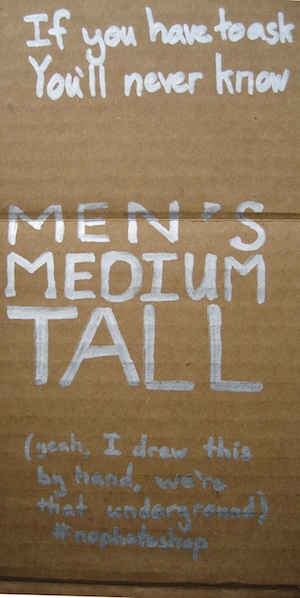 If you have to ask
You'll never know
MEN'S
MEDIUM
TALL
(yeah, I drew this
by hand, we're
that underground)
#nophotoshop